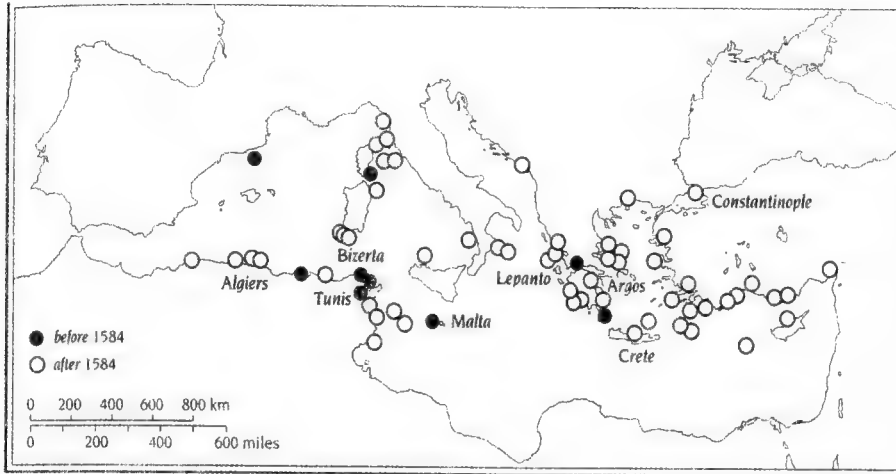 Constantinople
Bizerta
Lepanto
Algiers
Argos
Tunis
Malta
before 1584
after 1584
Crete
0 200 400 600 800 km
0 200 400 600 miles